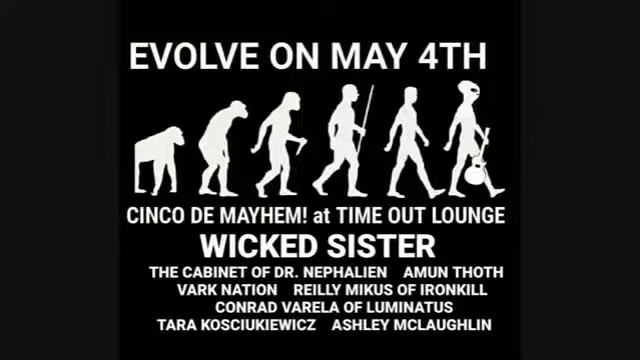 EVOLVE ON MAY 4TH
CINCO DE MAYHEM! at TIME OUT LOUNGE
WICKED SISTER
THE CABINET OF DR. NEPHALIEN AMUN THOTH
VARK NATION REILLY MIKUS OF IRONKILL
CONRAD VARELA OF LUMINATUS
TARA KOSCIUKIEWICZ ASHLEY MCLAUGHLIN